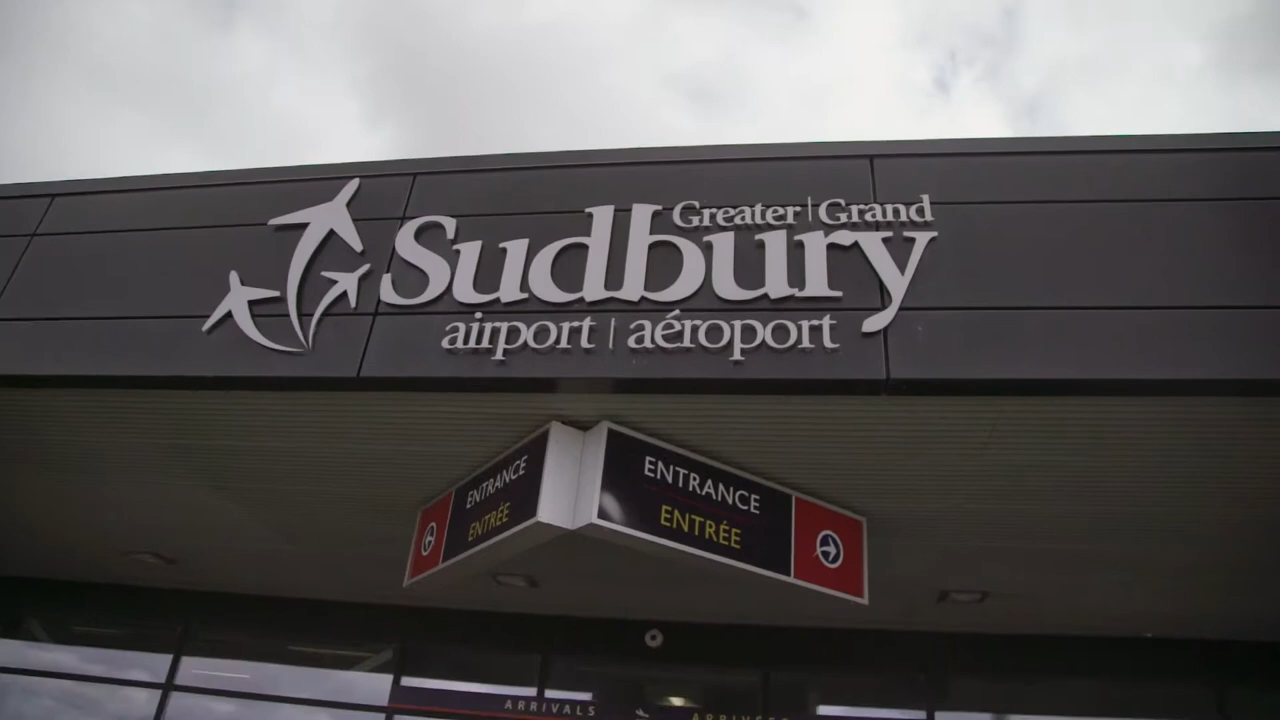 Greater | Grand
Sudbury
airport | aéroport
ENTRANCE
ENTRÉE
ENTRANCE
ENTRÉE
ARRIVALS